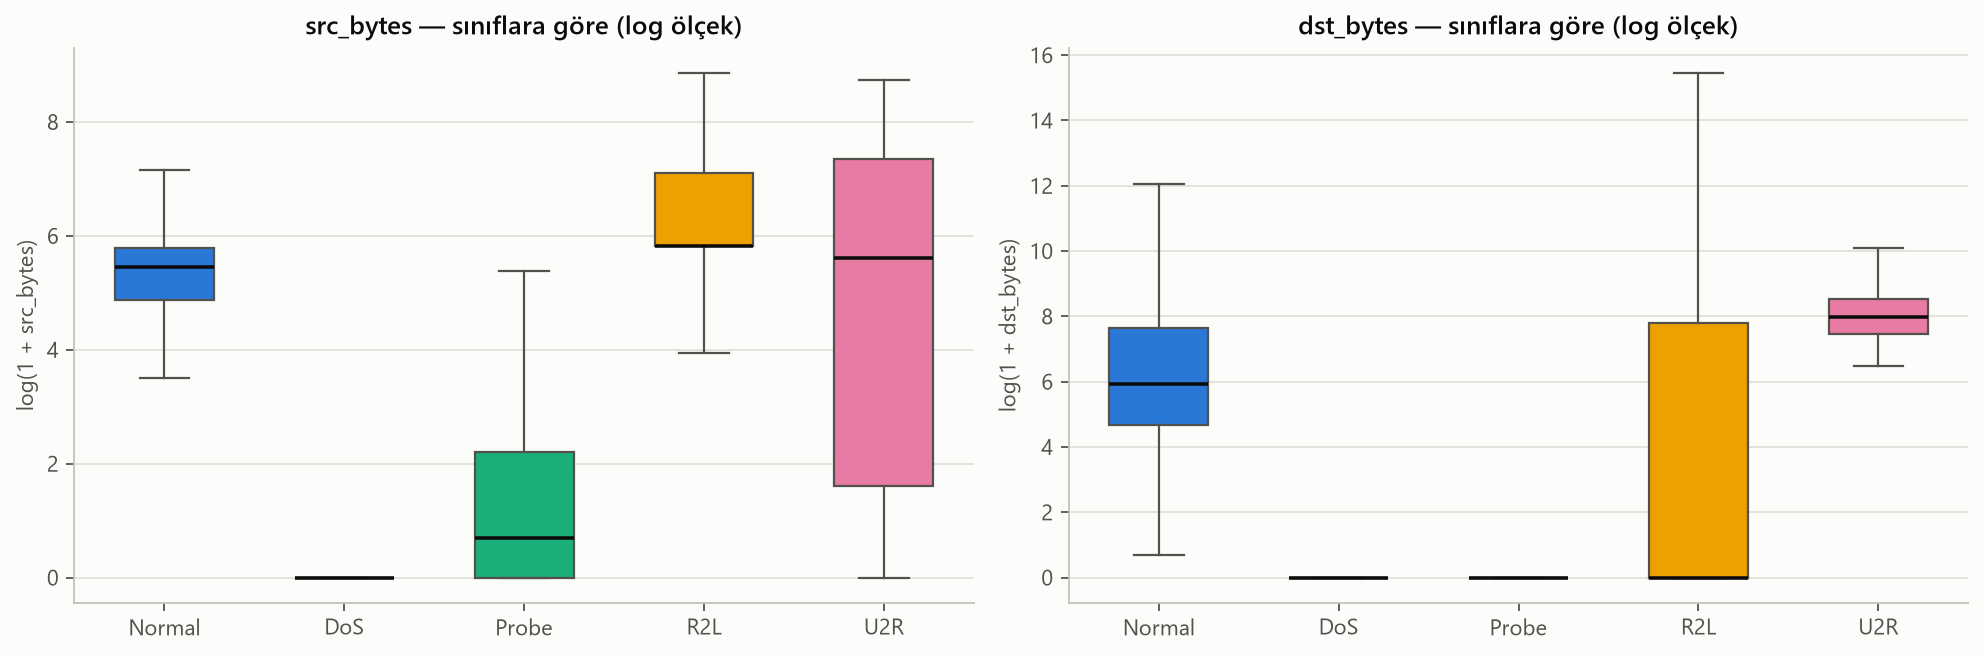 src_bytes — sınıflara göre (log ölçek)
log(1 + src_bytes)
8
6
4
2
0
Normal DoS Probe R2L U2R
dst_bytes — sınıflara göre (log ölçek)
log(1 + dst_bytes)
16
14
12
10
8
6
4
2
0
Normal DoS Probe R2L U2R